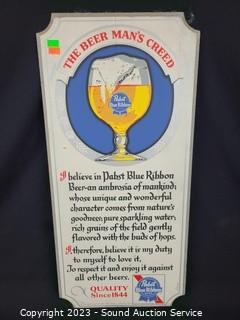 THE BEER MAN'S CREED
Pabst
Blue Ribbon
I believe in Pabst Blue Ribbon
Beer-an ambrosia of mankind;
whose unique and wonderful
character comes from nature's
goodness; pure sparkling water;
rich grains of the field gently
flavored with the buds of hops.
I, therefore, believe it is my duty
to myself to love it,
To respect it and enjoy it against
all other beers.
QUALITY
Since 1844
Pabst
Blue Ribbon
Copyright 2023 - Sound Auction Service